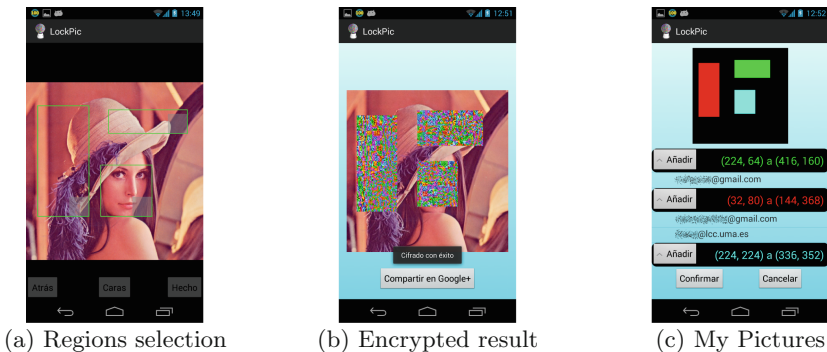 13:49
LockPic
Atrás Caras Hecho
(a) Regions selection
12:51
LockPic
Cifrado con éxito
Compartir en Google+
(b) Encrypted result
12:52
LockPic
Añadir (224, 64) a (416, 160)
@gmail.com
Añadir (32, 80) a (144, 368)
@gmail.com
@lcc.uma.es
Añadir (224, 224) a (336, 352)
Confirmar Cancelar
(c) My Pictures